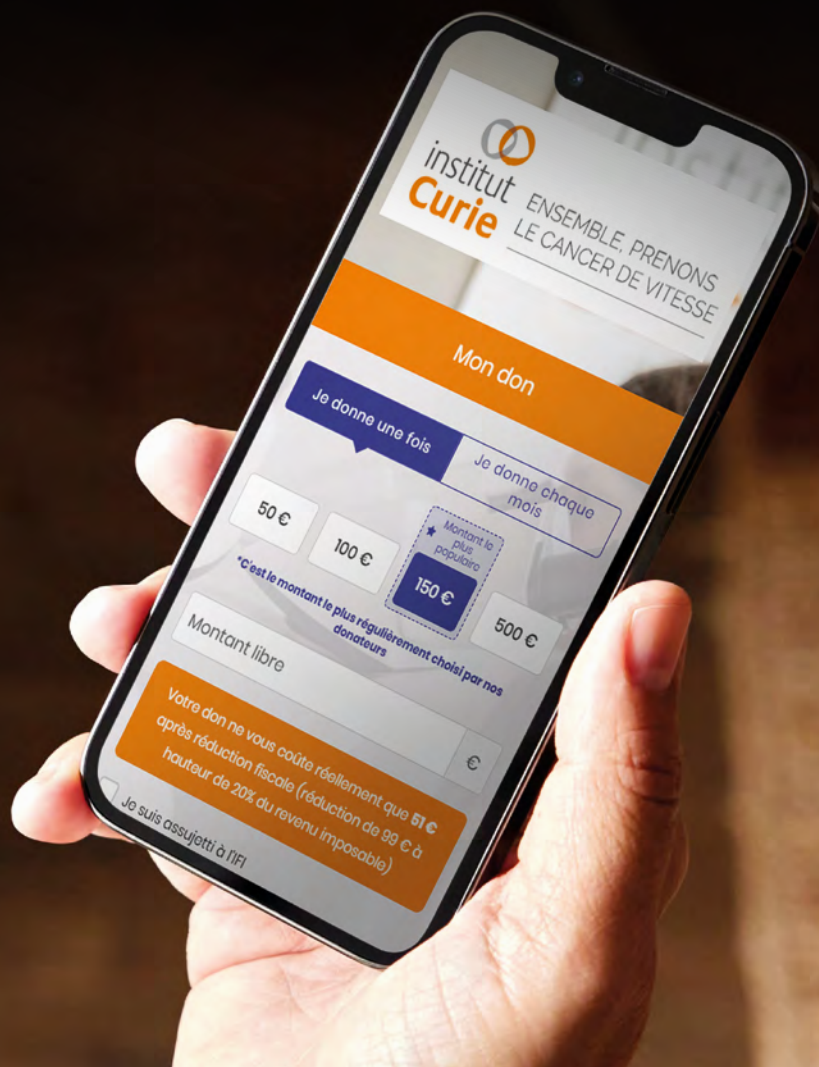 institut
Curie
ENSEMBLE, PRENONS
LE CANCER DE VITESSE
Mon don
Je donne une fois
Je donne chaque
mois
50 €
100 €
Montant le
plus
populaire
150 €
500 €
*C'est le montant le plus régulièrement choisi par nos
donateurs
Montant libre
€
Votre don ne vous coûte réellement que 51 €
après réduction fiscale (réduction de 99 € à
hauteur de 20% du revenu imposable)
Je suis assujetti à l'IFI